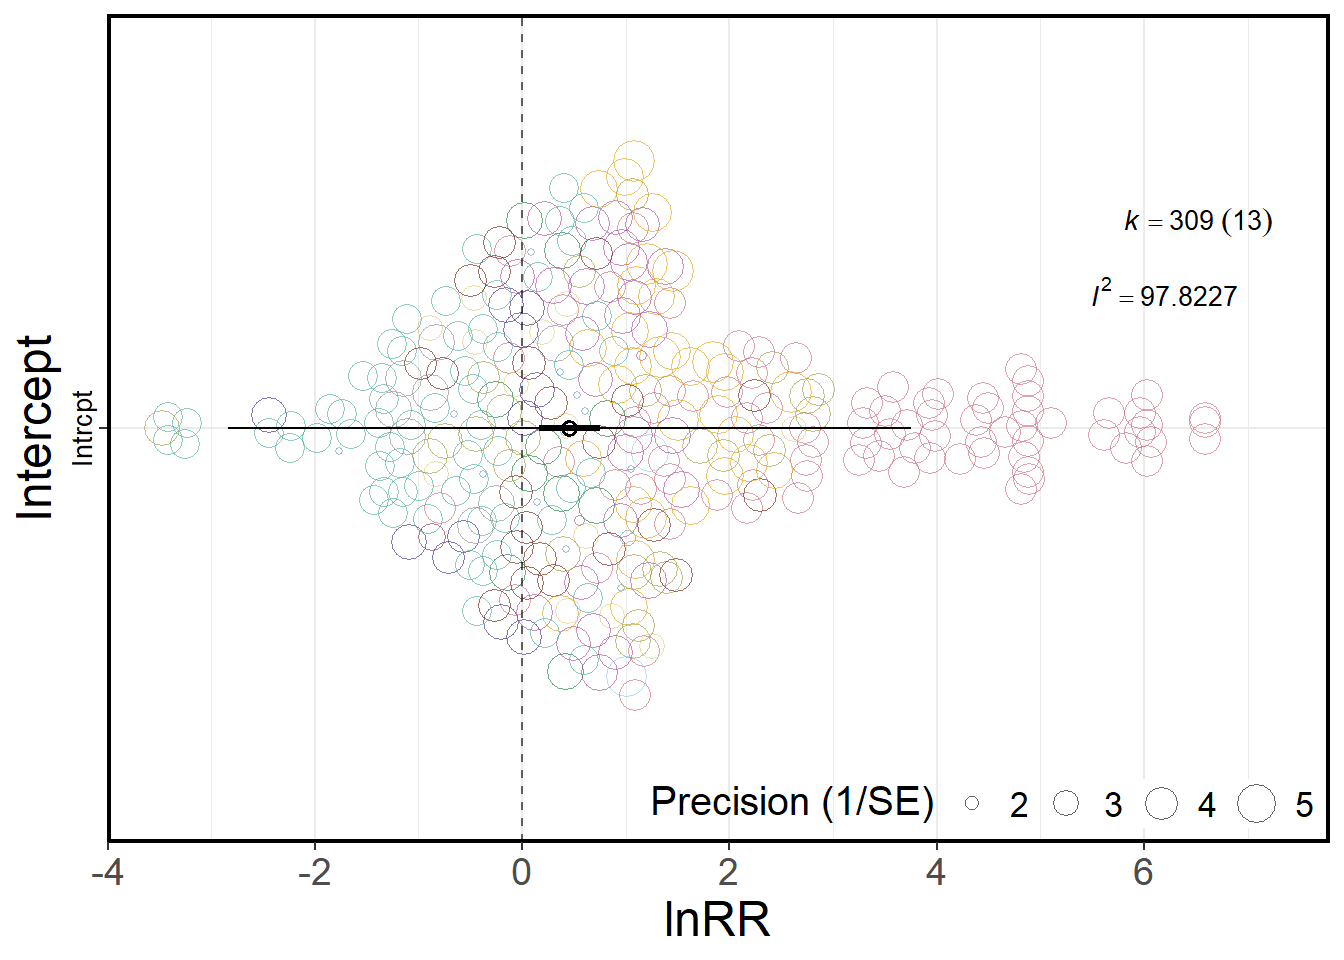 Intercept
Intrcpt
k = 309 (13)
I² = 97.8227
Precision (1/SE) 2 3 4 5
-4 -2 0 2 4 6
lnRR